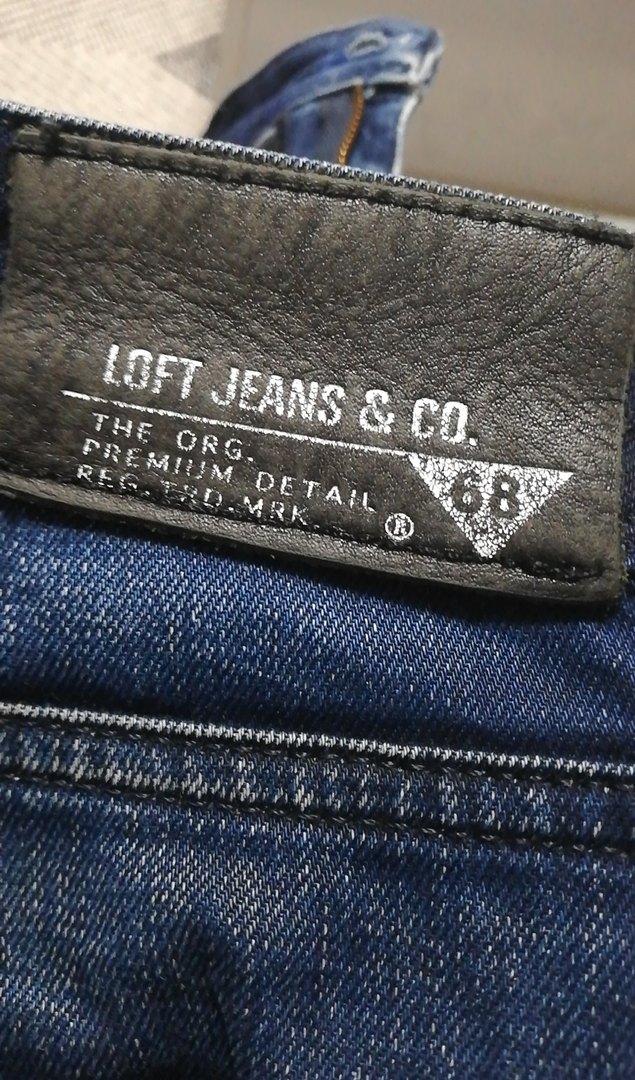 LOFT JEANS & CO.
THE ORG.
PREMIUM DETAIL
REG. TRD. MRK.
®
68